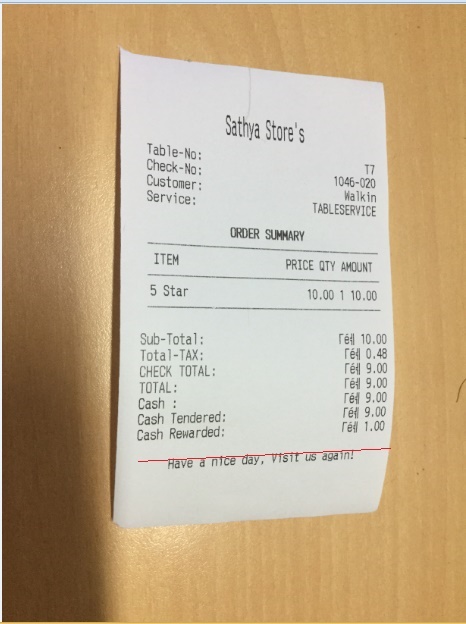 Sathya Store's
Table-No: T7
Check-No: 1046-020
Customer: Walkin
Service: TABLESERVICE
ORDER SUMMARY
ITEM PRICE QTY AMOUNT
5 Star 10.00 1 10.00
Sub-Total: Γé╣ 10.00
Total-TAX: Γé╣ 0.48
CHECK TOTAL: Γé╣ 9.00
TOTAL: Γé╣ 9.00
Cash : Γé╣ 9.00
Cash Tendered: Γé╣ 9.00
Cash Rewarded: Γé╣ 1.00
Have a nice day, Visit us again!